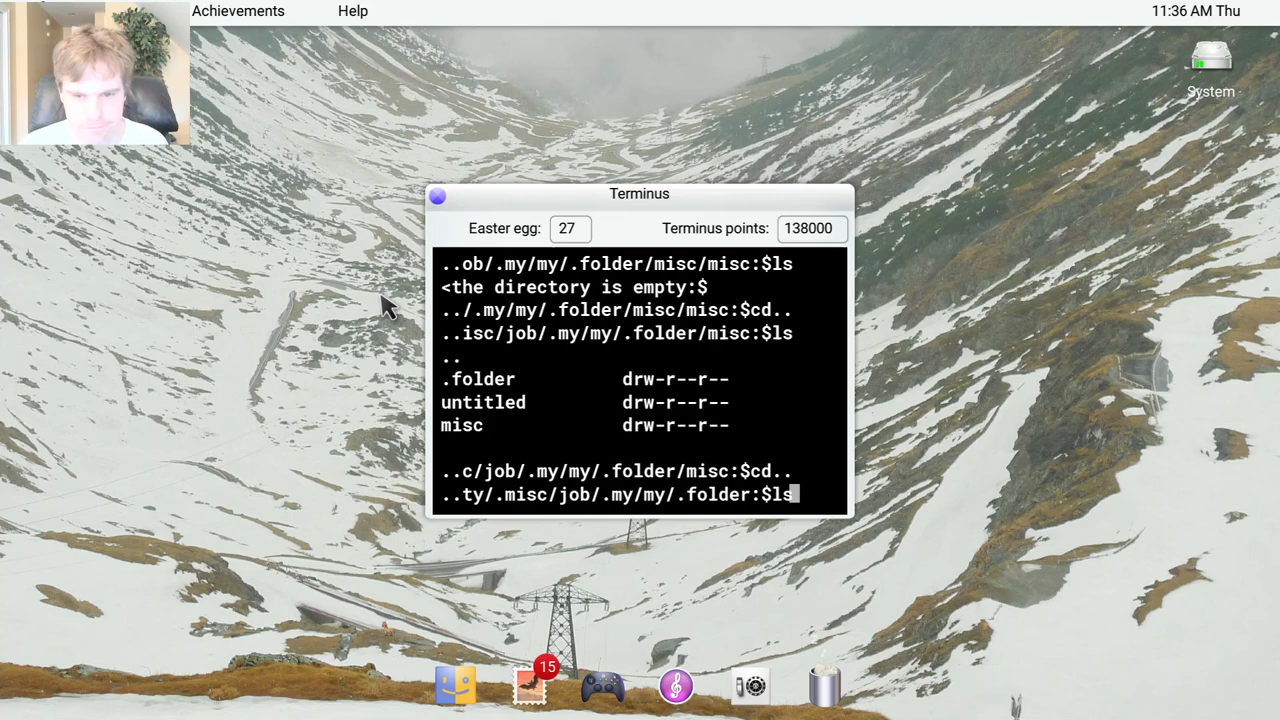 Achievements Help 11:36 AM Thu
System
Terminus
Easter egg: 27 Terminus points: 138000
..ob/.my/my/.folder/misc/misc:$ls
<the directory is empty:$
../.my/my/.folder/misc/misc:$cd..
..isc/job/.my/my/.folder/misc:$ls
..
.folder drw-r--r--
untitled drw-r--r--
misc drw-r--r--
..c/job/.my/my/.folder/misc:$cd..
..ty/.misc/job/.my/my/.folder:$ls
15